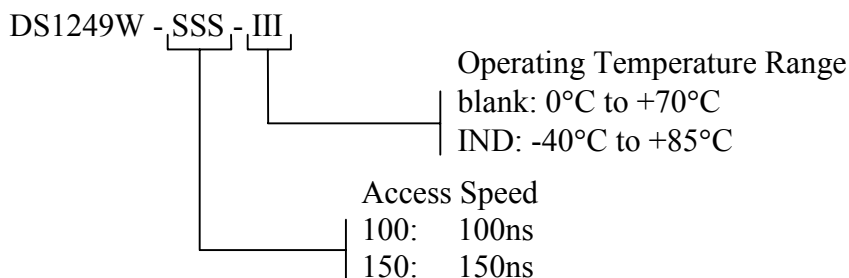 DS1249W - SSS - III
Operating Temperature Range
blank: 0°C to +70°C
IND: -40°C to +85°C
Access Speed
100: 100ns
150: 150ns